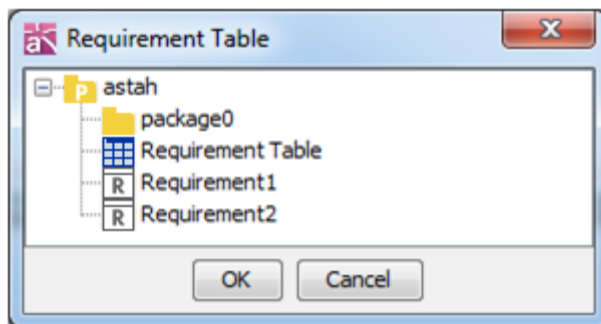 Requirement Table
astah
package0
Requirement Table
Requirement1
Requirement2
OK Cancel